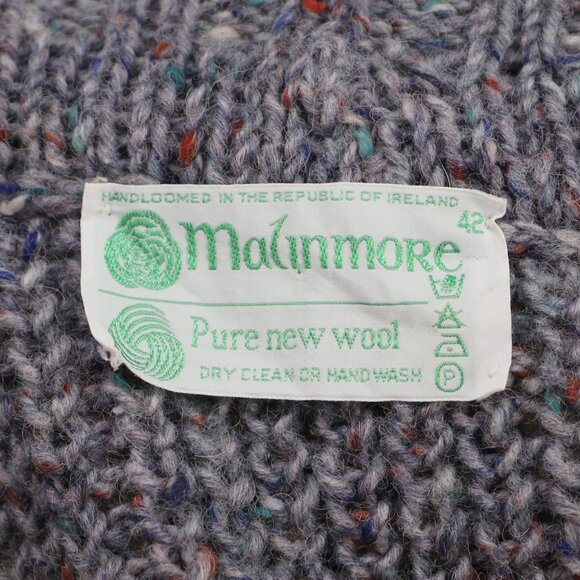 HANDLOOMED IN THE REPUBLIC OF IRELAND
42
Malinmore
Pure new wool
DRY CLEAN OR HAND WASH
P